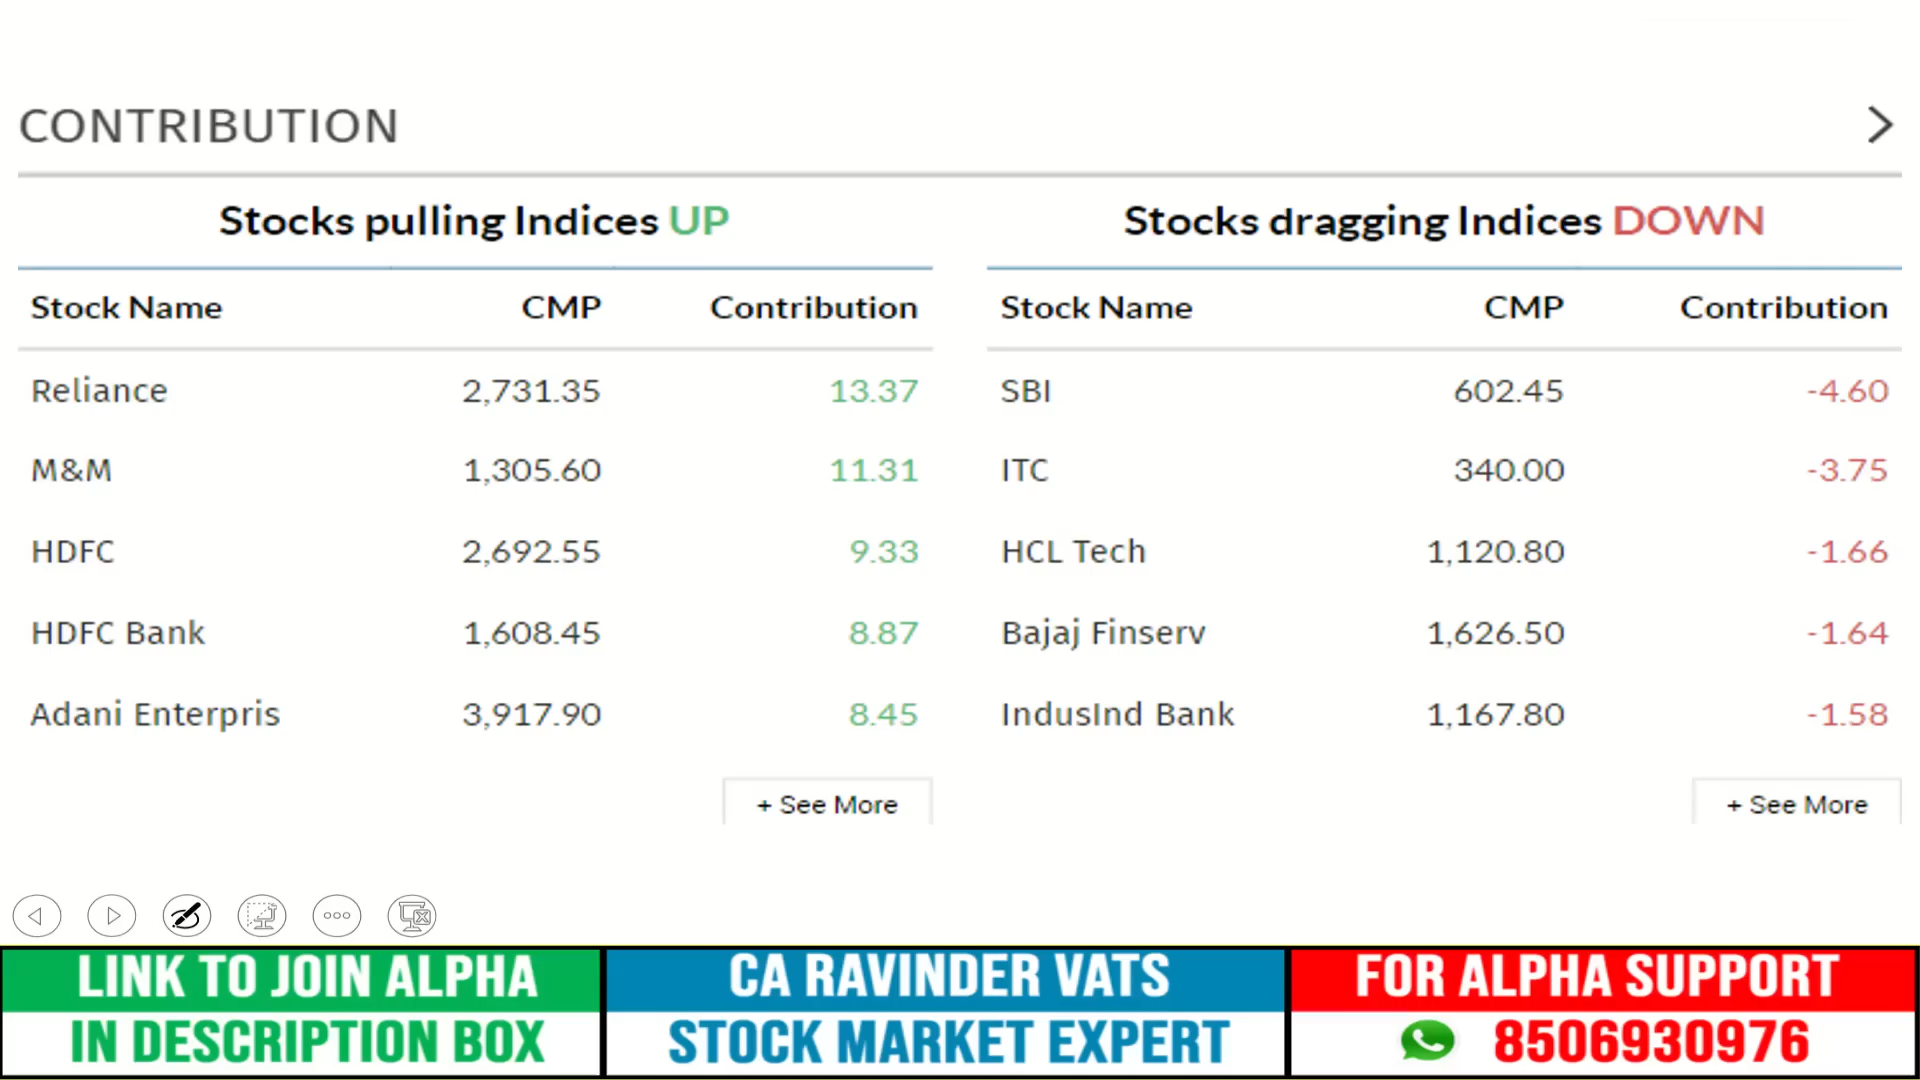 CONTRIBUTION
Stocks pulling Indices UP
Stock Name CMP Contribution
Reliance 2,731.35 13.37
M&M 1,305.60 11.31
HDFC 2,692.55 9.33
HDFC Bank 1,608.45 8.87
Adani Enterpris 3,917.90 8.45
+ See More
Stocks dragging Indices DOWN
Stock Name CMP Contribution
SBI 602.45 -4.60
ITC 340.00 -3.75
HCL Tech 1,120.80 -1.66
Bajaj Finserv 1,626.50 -1.64
IndusInd Bank 1,167.80 -1.58
+ See More
LINK TO JOIN ALPHA
IN DESCRIPTION BOX
CA RAVINDER VATS
STOCK MARKET EXPERT
FOR ALPHA SUPPORT
8506930976